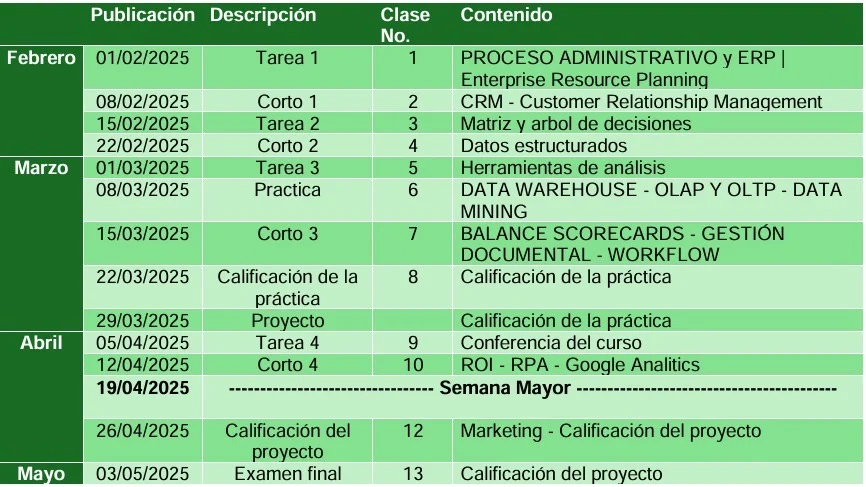 Publicación Descripción Clase No. Contenido
Febrero 01/02/2025 Tarea 1 1 PROCESO ADMINISTRATIVO y ERP |
Enterprise Resource Planning
08/02/2025 Corto 1 2 CRM - Customer Relationship Management
15/02/2025 Tarea 2 3 Matriz y arbol de decisiones
22/02/2025 Corto 2 4 Datos estructurados
Marzo 01/03/2025 Tarea 3 5 Herramientas de análisis
08/03/2025 Practica 6 DATA WAREHOUSE - OLAP Y OLTP - DATA
MINING
15/03/2025 Corto 3 7 BALANCE SCORECARDS - GESTIÓN
DOCUMENTAL - WORKFLOW
22/03/2025 Calificación de la práctica 8 Calificación de la práctica
29/03/2025 Proyecto Calificación de la práctica
Abril 05/04/2025 Tarea 4 9 Conferencia del curso
12/04/2025 Corto 4 10 ROI - RPA - Google Analitics
19/04/2025 --------------------------------- Semana Mayor ------------------------------------------
26/04/2025 Calificación del proyecto 12 Marketing - Calificación del proyecto
Mayo 03/05/2025 Examen final 13 Calificación del proyecto